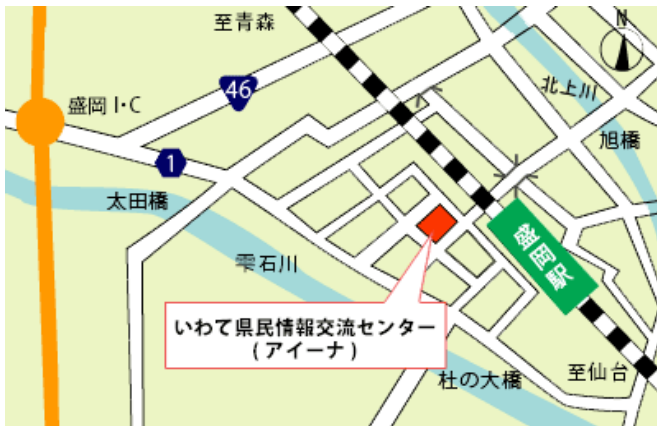 至青森
N
46
盛岡I・C
北上川
旭橋
1
太田橋
雫石川
盛岡駅
いわて県民情報交流センター
(アイーナ)
杜の大橋
至仙台